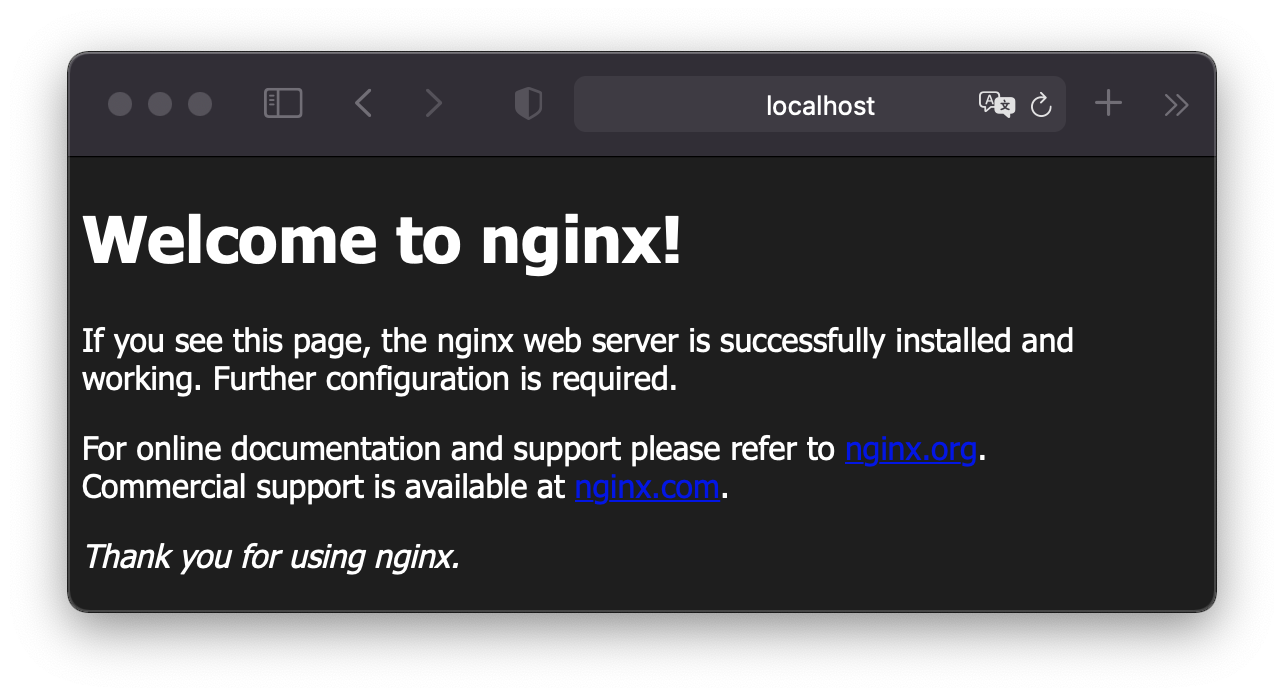 localhost
Welcome to nginx!
If you see this page, the nginx web server is successfully installed and
working. Further configuration is required.
For online documentation and support please refer to nginx.org.
Commercial support is available at nginx.com.
Thank you for using nginx.